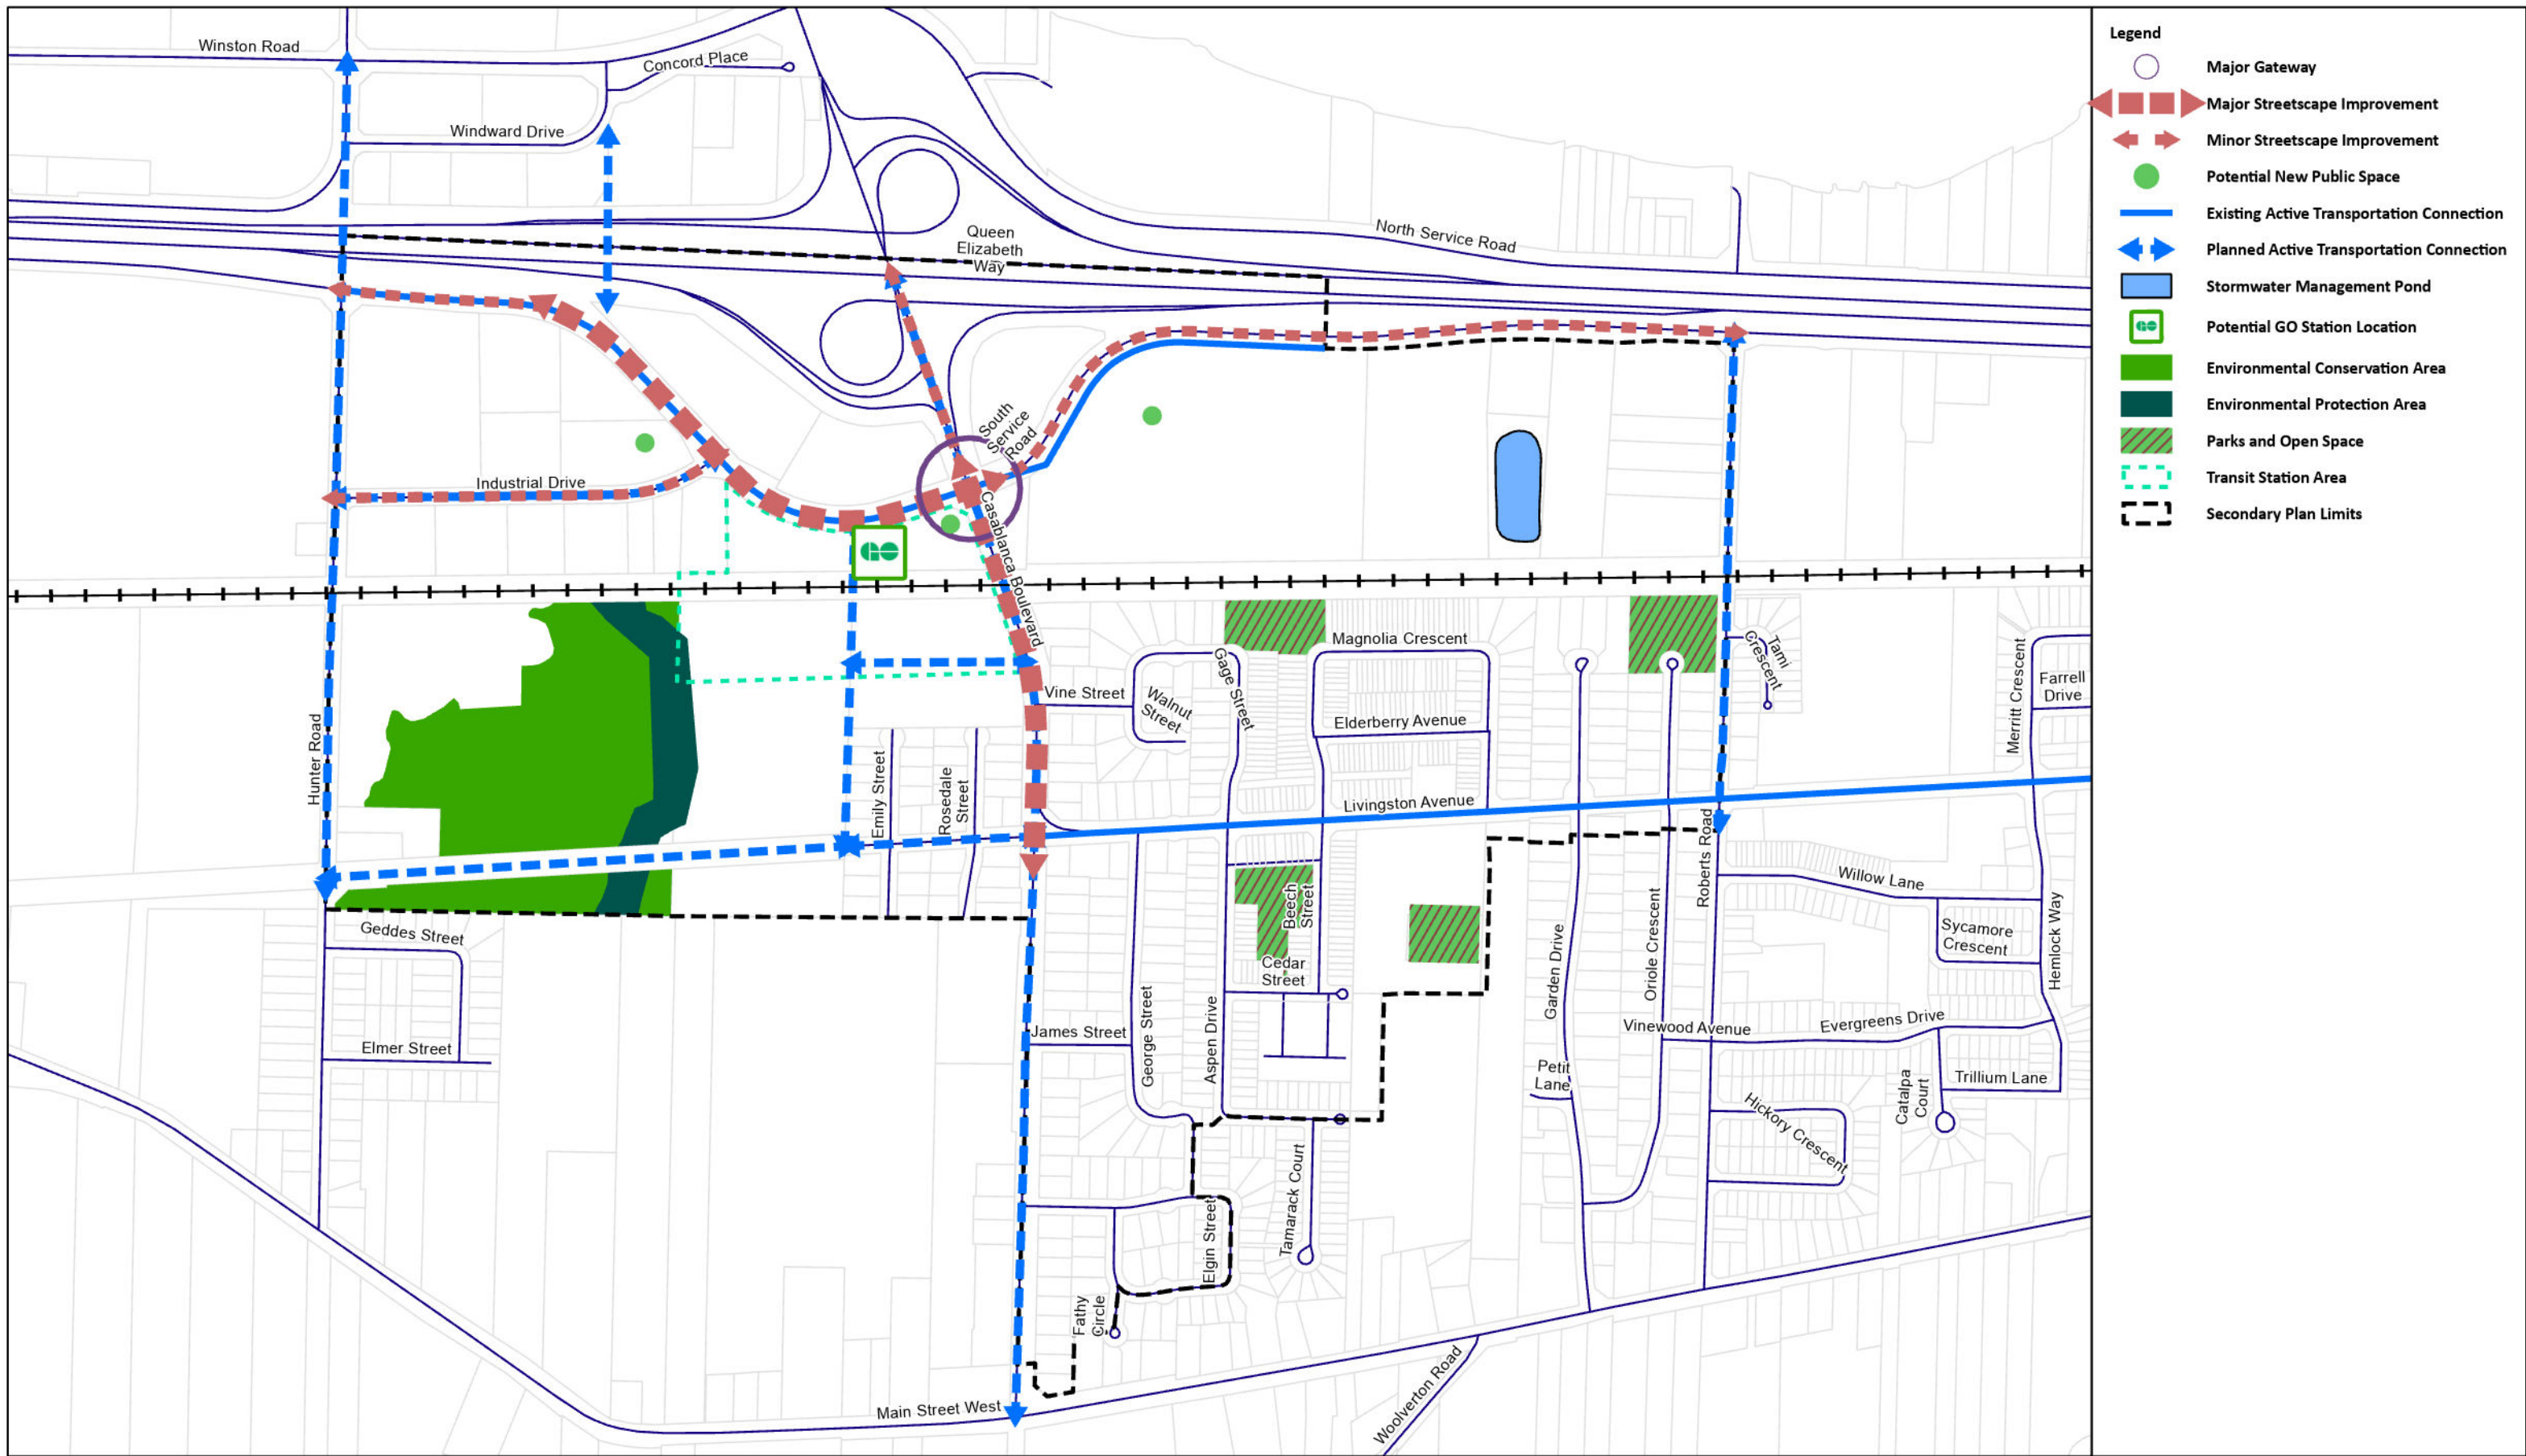 Winston Road
Concord Place
Windward Drive
Queen
Elizabeth
Way
North Service Road
South
Service
Road
Industrial Drive
GO
Casablanca Boulevard
Hunter Road
Vine Street
Walnut
Street
Gage Street
Magnolia Crescent
Elderberry Avenue
Livingston Avenue
Emily Street
Rosedale
Street
Tami
Crescent
Merritt Crescent
Farrell
Drive
Roberts Road
Willow Lane
Sycamore
Crescent
Hemlock Way
Geddes Street
Elmer Street
Beech
Street
Cedar
Street
James Street
George Street
Aspen Drive
Garden Drive
Oriole Crescent
Vinewood Avenue
Evergreens Drive
Petit
Lane
Catalpa
Court
Trillium Lane
Hickory Crescent
Tamarack Court
Elgin Street
Fathy
Circle
Main Street West
Woolverton Road
Legend
Major Gateway
Major Streetscape Improvement
Minor Streetscape Improvement
Potential New Public Space
Existing Active Transportation Connection
Planned Active Transportation Connection
Stormwater Management Pond
GO
Potential GO Station Location
Environmental Conservation Area
Environmental Protection Area
Parks and Open Space
Transit Station Area
Secondary Plan Limits